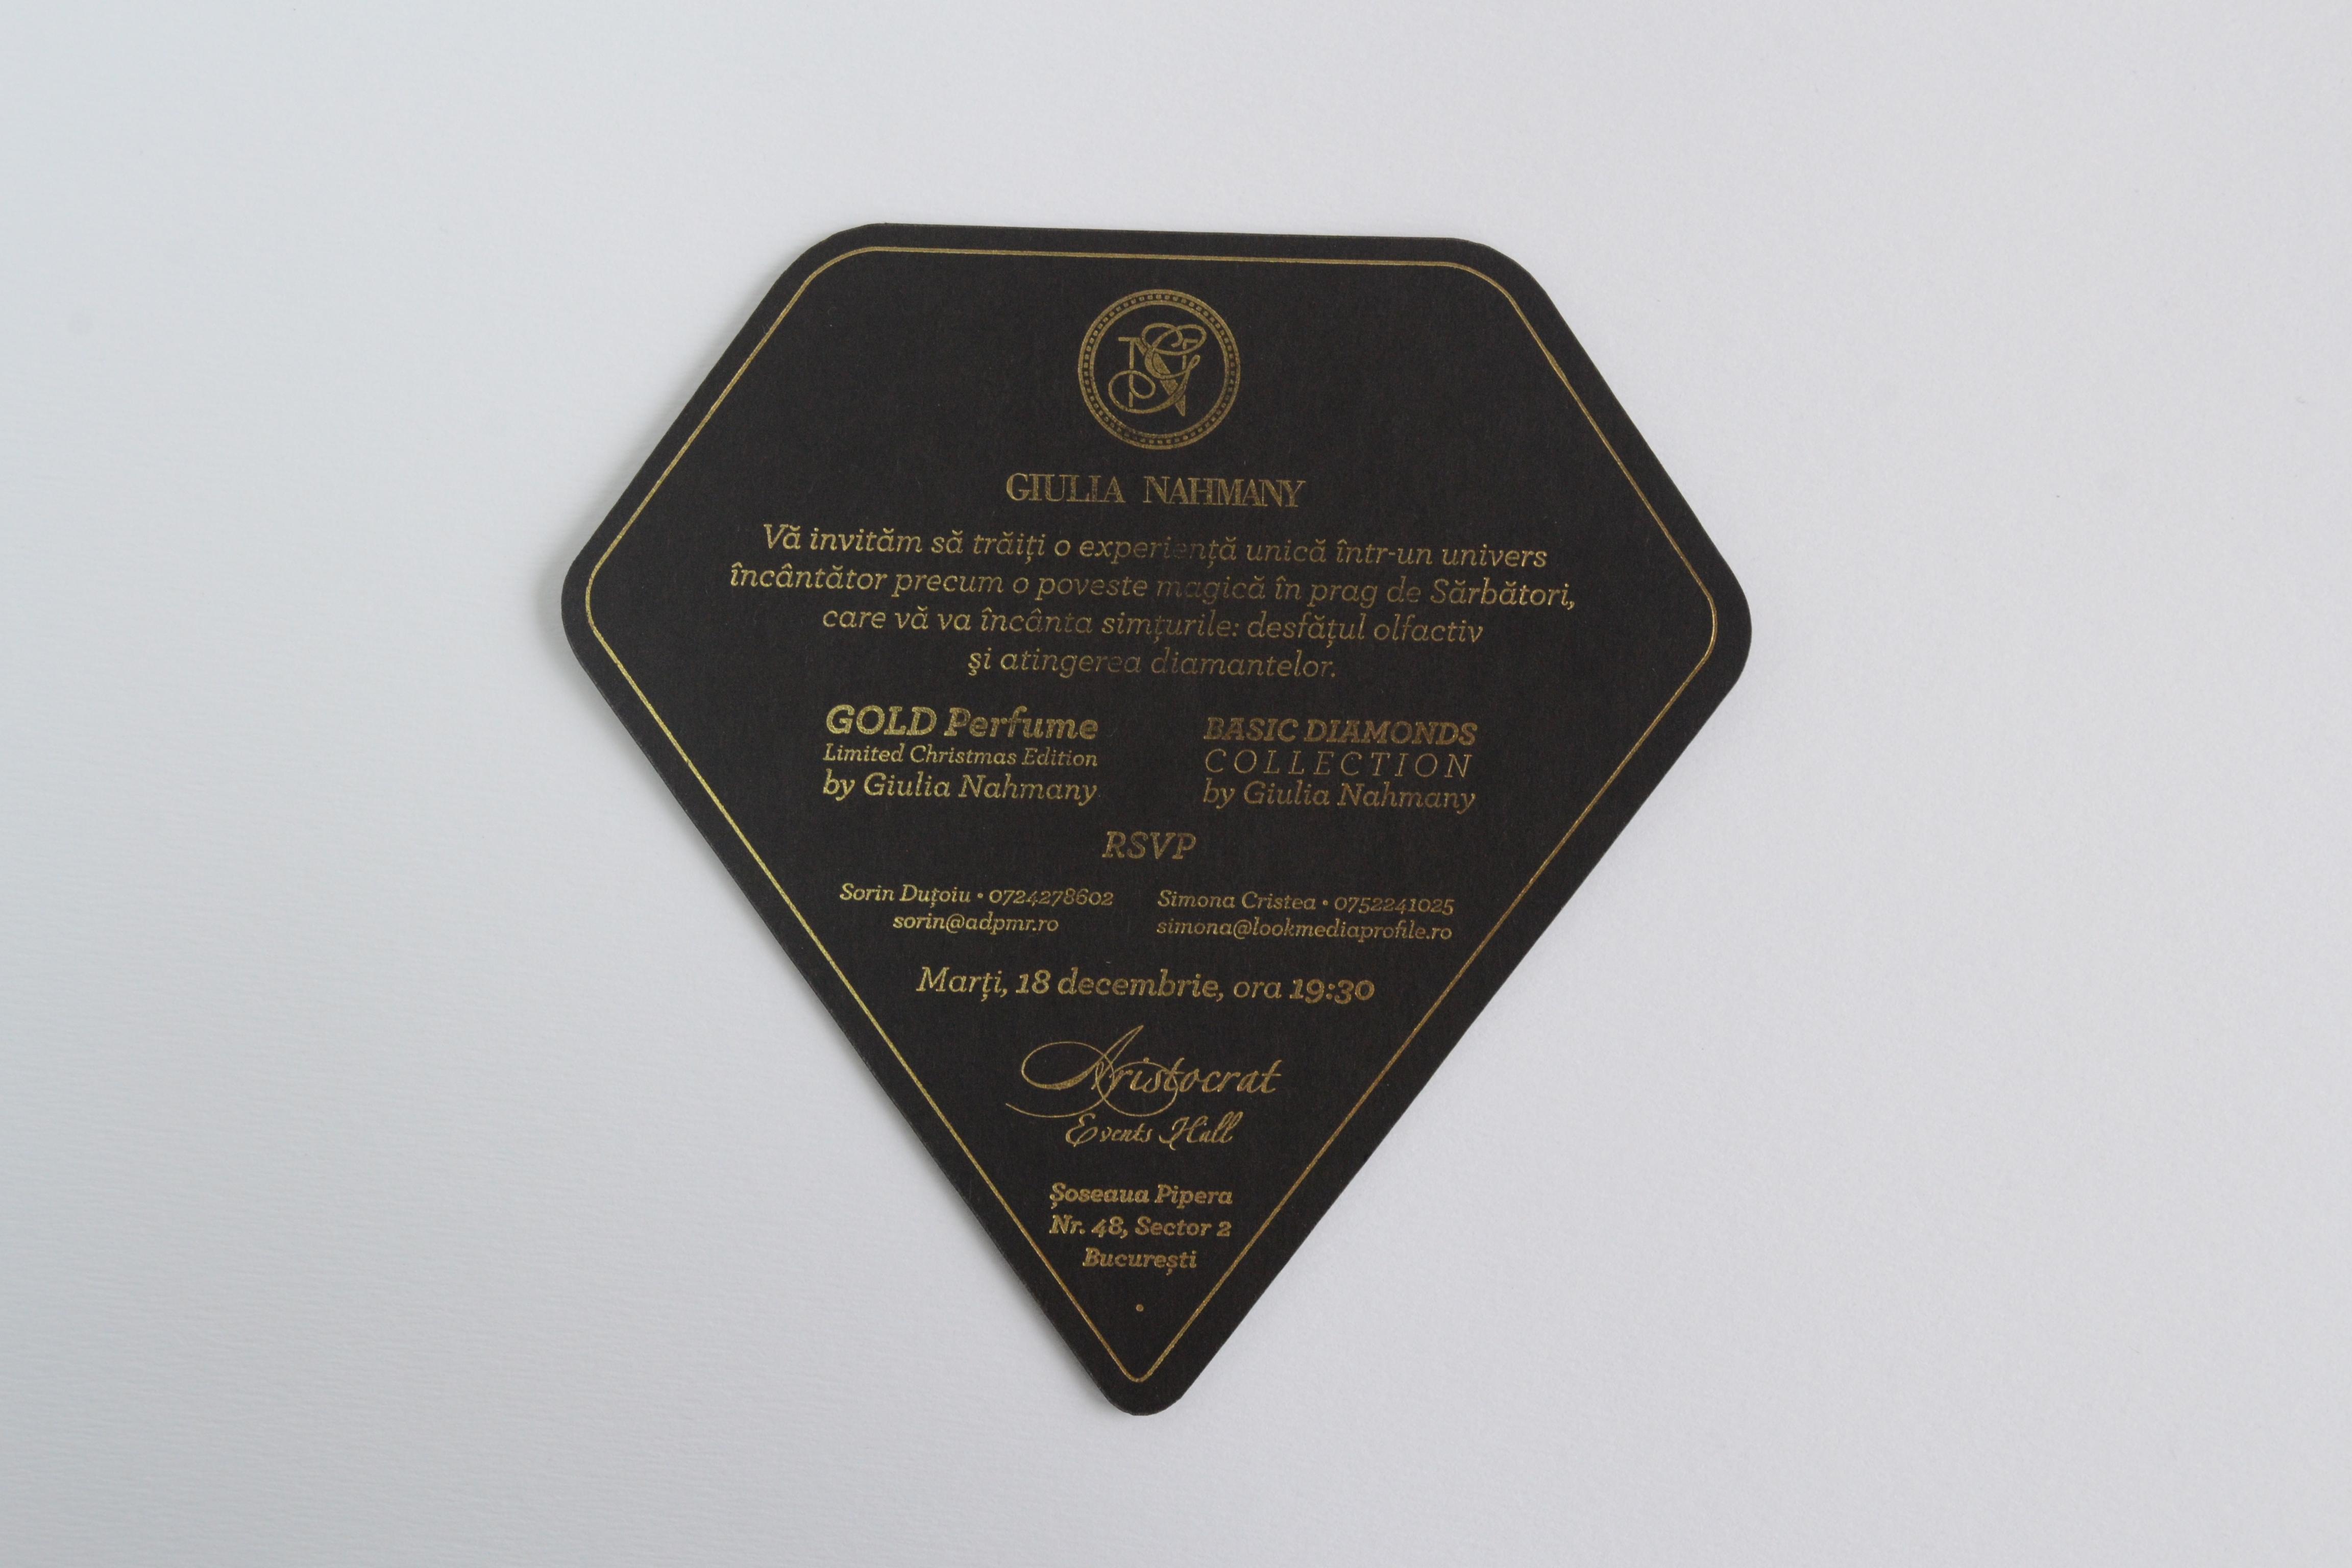 GIULIA NAHMANY
Vă invităm să trăiți o experiență unică într-un univers
încântător precum o poveste magică în prag de Sărbători,
care vă va încânta simțurile: desfățul olfactiv
și atingerea diamantelor.
GOLD Perfume
Limited Christmas Edition
by Giulia Nahmany
BASIC DIAMONDS
COLLECTION
by Giulia Nahmany
RSVP
Sorin Duțoiu • 0724278602
sorin@adpmr.ro
Simona Cristea • 0752241025
simona@lookmediaprofile.ro
Marți, 18 decembrie, ora 19:30
Aristocrat
Events Hall
Șoseaua Pipera
Nr. 48, Sector 2
București